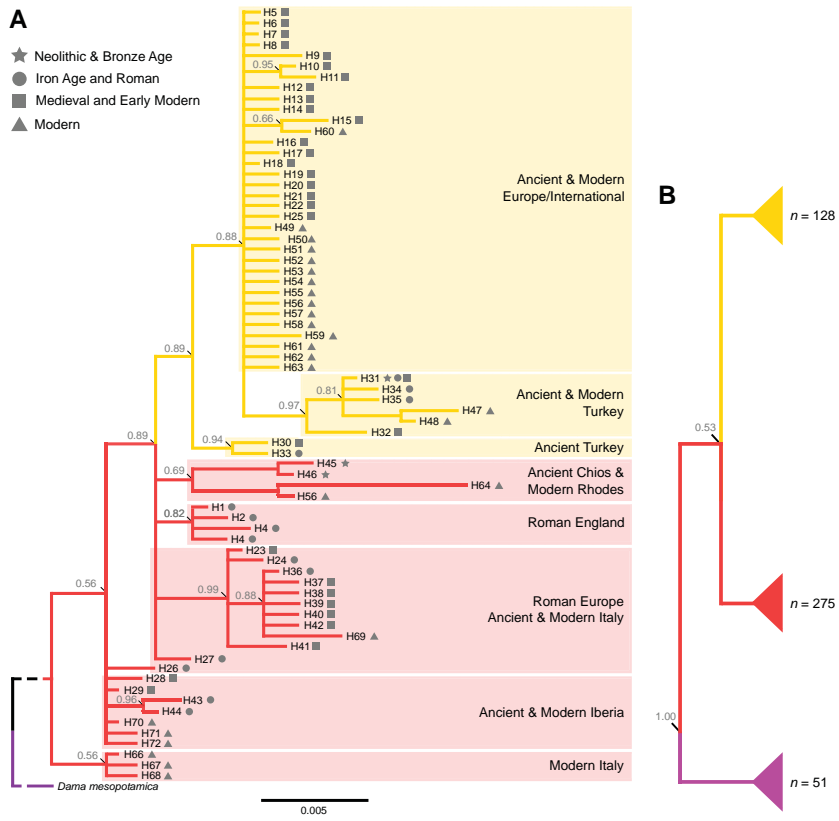 A
Neolithic & Bronze Age
Iron Age and Roman
Medieval and Early Modern
Modern
H5
H6
H7
H8
H9
0.95
H10
H11
H12
H13
H14
H15
0.66
H60
H16
H17
H18
H19
H20
H21
H22
H25
H49
0.88
H50
H51
H52
H53
H54
H55
H56
H57
H58
H59
H61
H62
H63
Ancient & Modern
Europe/International
0.89
H31
0.81
H34
H35
0.97
H47
H48
H32
Ancient & Modern
Turkey
0.94
H30
H33
Ancient Turkey
0.89
H45
0.69
H46
H64
H56
Ancient Chios &
Modern Rhodes
H1
0.82
H2
H4
H4
Roman England
H23
H24
H36
0.99
0.88
H37
H38
H39
H40
H42
H69
H41
H27
Roman Europe
Ancient & Modern Italy
0.56
H26
H28
H29
0.96
H43
H44
H70
H71
H72
Ancient & Modern Iberia
0.56
H66
H67
H68
Modern Italy
Dama mesopotamica
0.005
B
n = 128
0.53
n = 275
1.00
n = 51